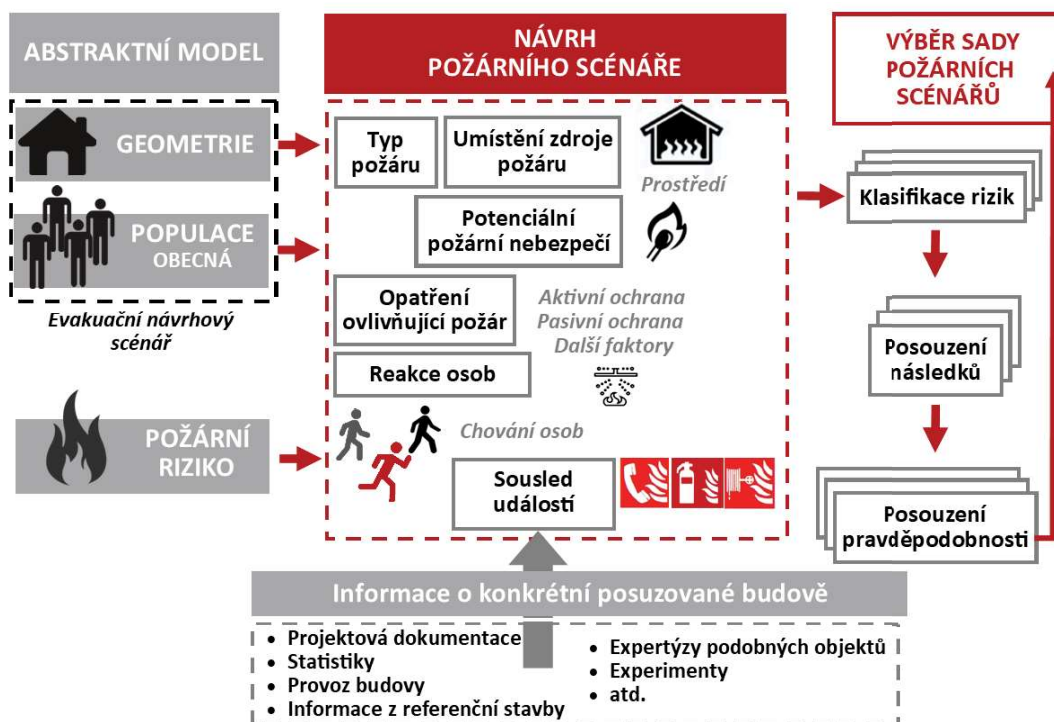 ABSTRAKTNÍ MODEL
GEOMETRIE
POPULACE
OBECNÁ
Evakuační návrhový
scénář
POŽÁRNÍ
RIZIKO
NÁVRH
POŽÁRNÍHO SCÉNÁŘE
Typ
požáru
Umístění zdroje
požáru
Prostředí
Potenciální
požární nebezpečí
Opatření
ovlivňující požár
Aktivní ochrana
Pasivní ochrana
Další faktory
Reakce osob
Chování osob
Sousled
událostí
VÝBĚR SADY
POŽÁRNÍCH
SCÉNÁŘŮ
Klasifikace rizik
Posouzení
následků
Posouzení
pravděpodobnosti
Informace o konkrétní posuzované budově
• Projektová dokumentace
• Statistiky
• Provoz budovy
• Informace z referenční stavby
• Expertýzy podobných objektů
• Experimenty
• atd.